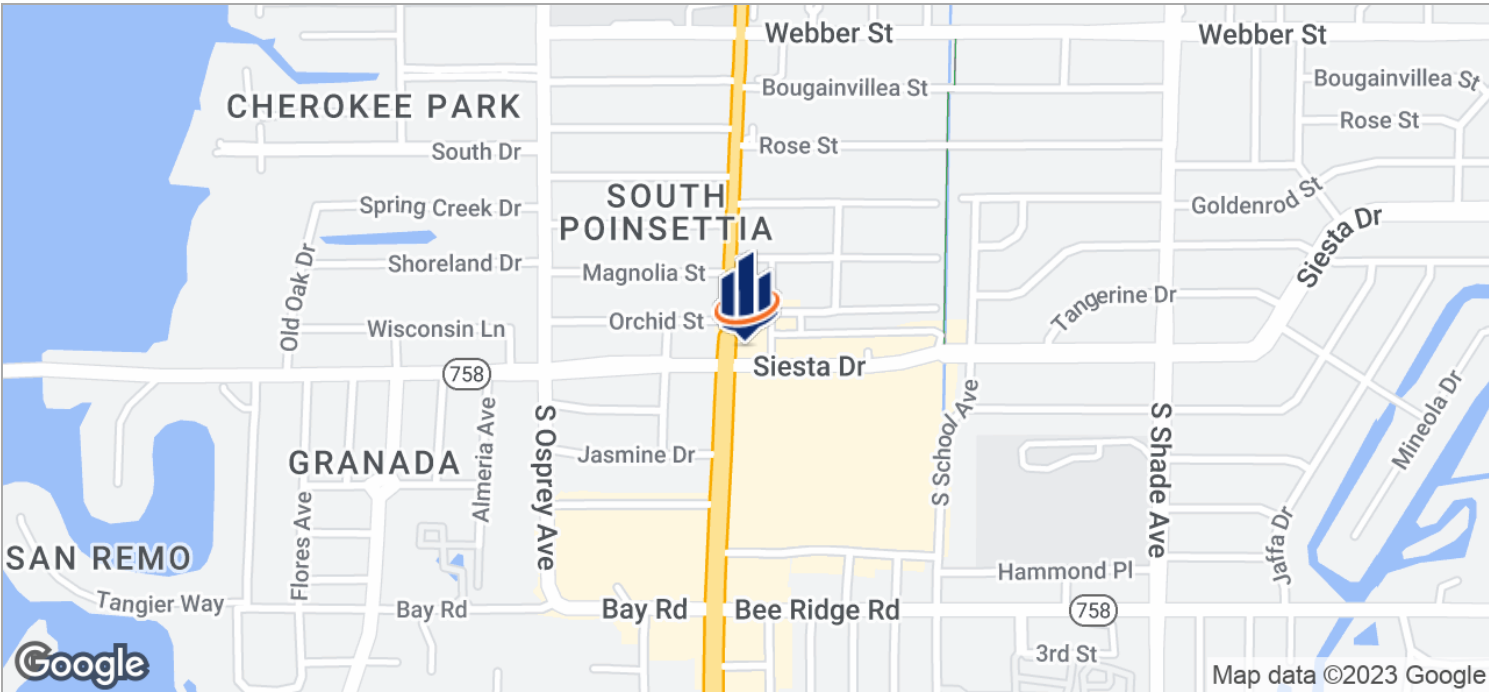 Webber St
Webber St
Bougainvillea St
Bougainvillea St
CHEROKEE PARK
Rose St
Rose St
South Dr
SOUTH
POINSETTIA
Spring Creek Dr
Goldenrod St
Siesta Dr
Old Oak Dr
Shoreland Dr
Magnolia St
Tangerine Dr
Wisconsin Ln
Orchid St
758
Siesta Dr
Mineola Dr
S School Ave
S Shade Ave
Almeria Ave
S Osprey Ave
GRANADA
Jasmine Dr
Flores Ave
Jaffa Dr
SAN REMO
Hammond Pl
Tangier Way
Bay Rd
Bay Rd
Bee Ridge Rd
758
3rd St
Google
Map data ©2023 Google